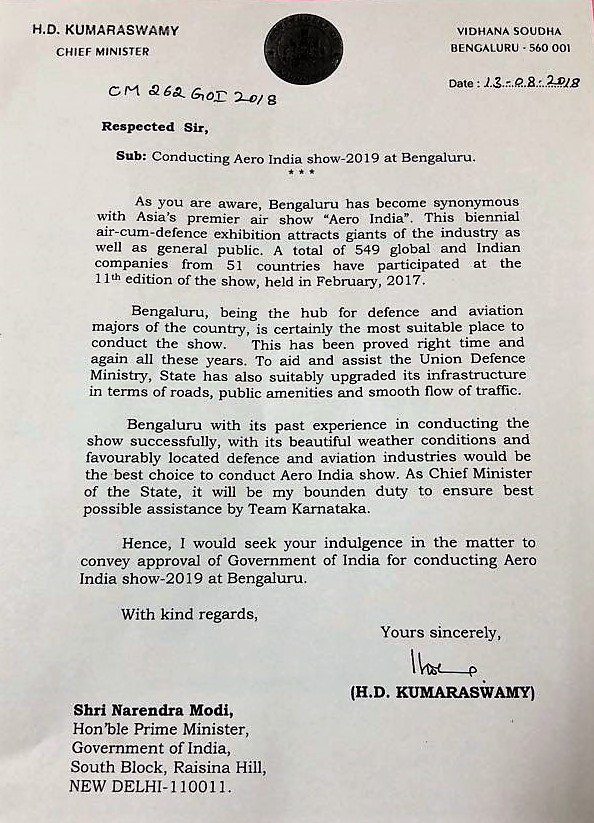 H.D. KUMARASWAMY
CHIEF MINISTER
VIDHANA SOUDHA
BENGALURU - 560 001
CM 262 GOI 2018
Date : 13-08-2018
Respected Sir,
Sub: Conducting Aero India show-2019 at Bengaluru.
* * *
As you are aware, Bengaluru has become synonymous
with Asia's premier air show "Aero India". This biennial
air-cum-defence exhibition attracts giants of the industry as
well as general public. A total of 549 global and Indian
companies from 51 countries have participated at the
11th edition of the show, held in February, 2017.
Bengaluru, being the hub for defence and aviation
majors of the country, is certainly the most suitable place to
conduct the show. This has been proved right time and
again all these years. To aid and assist the Union Defence
Ministry, State has also suitably upgraded its infrastructure
in terms of roads, public amenities and smooth flow of traffic.
Bengaluru with its past experience in conducting the
show successfully, with its beautiful weather conditions and
favourably located defence and aviation industries would be
the best choice to conduct Aero India show. As Chief Minister
of the State, it will be my bounden duty to ensure best
possible assistance by Team Karnataka.
Hence, I would seek your indulgence in the matter to
convey approval of Government of India for conducting Aero
India show-2019 at Bengaluru.
With kind regards,
Yours sincerely,
(H.D. KUMARASWAMY)
Shri Narendra Modi,
Hon'ble Prime Minister,
Government of India,
South Block, Raisina Hill,
NEW DELHI-110011.